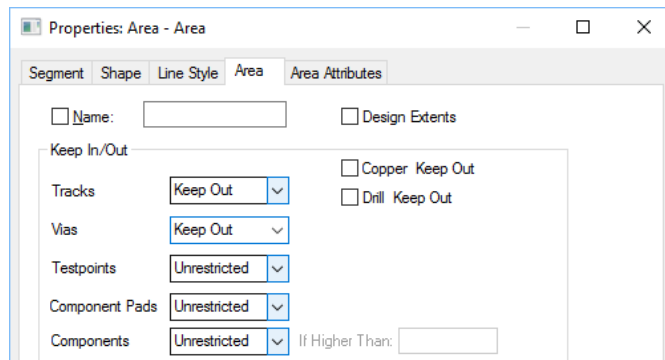 Properties: Area - Area
Segment Shape Line Style Area Area Attributes
Name: Design Extents
Keep In/Out
Copper Keep Out
Tracks Keep Out Drill Keep Out
Vias Keep Out
Testpoints Unrestricted
Component Pads Unrestricted
Components Unrestricted If Higher Than: